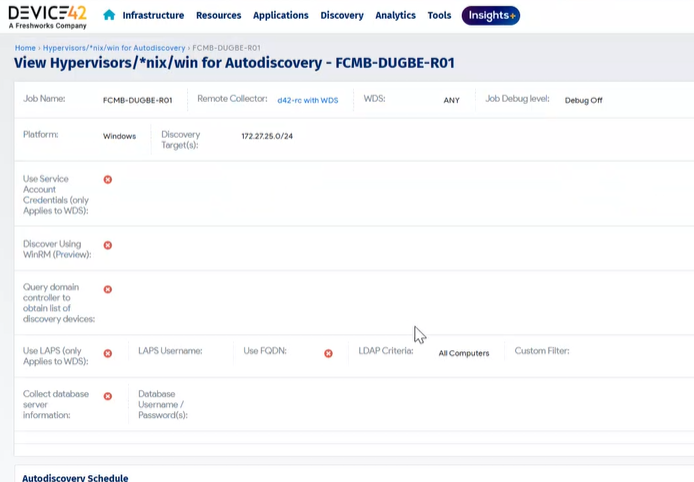 DEVICE42
A Freshworks Company
Infrastructure Resources Applications Discovery Analytics Tools Insights+
Home › Hypervisors/*nix/win for Autodiscovery › FCMB-DUGBE-R01
View Hypervisors/*nix/win for Autodiscovery - FCMB-DUGBE-R01
Job Name: FCMB-DUGBE-R01 Remote Collector: d42-rc with WDS WDS: ANY Job Debug level: Debug Off
Platform: Windows Discovery Target(s): 172.27.25.0/24
Use Service
Account
Credentials (only
Applies to WDS):
Discover Using
WinRM (Preview):
Query domain
controller to
obtain list of
discovery devices:
Use LAPS (only
Applies to WDS):
LAPS Username: Use FQDN: LDAP Criteria: All Computers Custom Filter:
Collect database
server
information:
Database
Username /
Password(s):
Autodiscovery Schedule